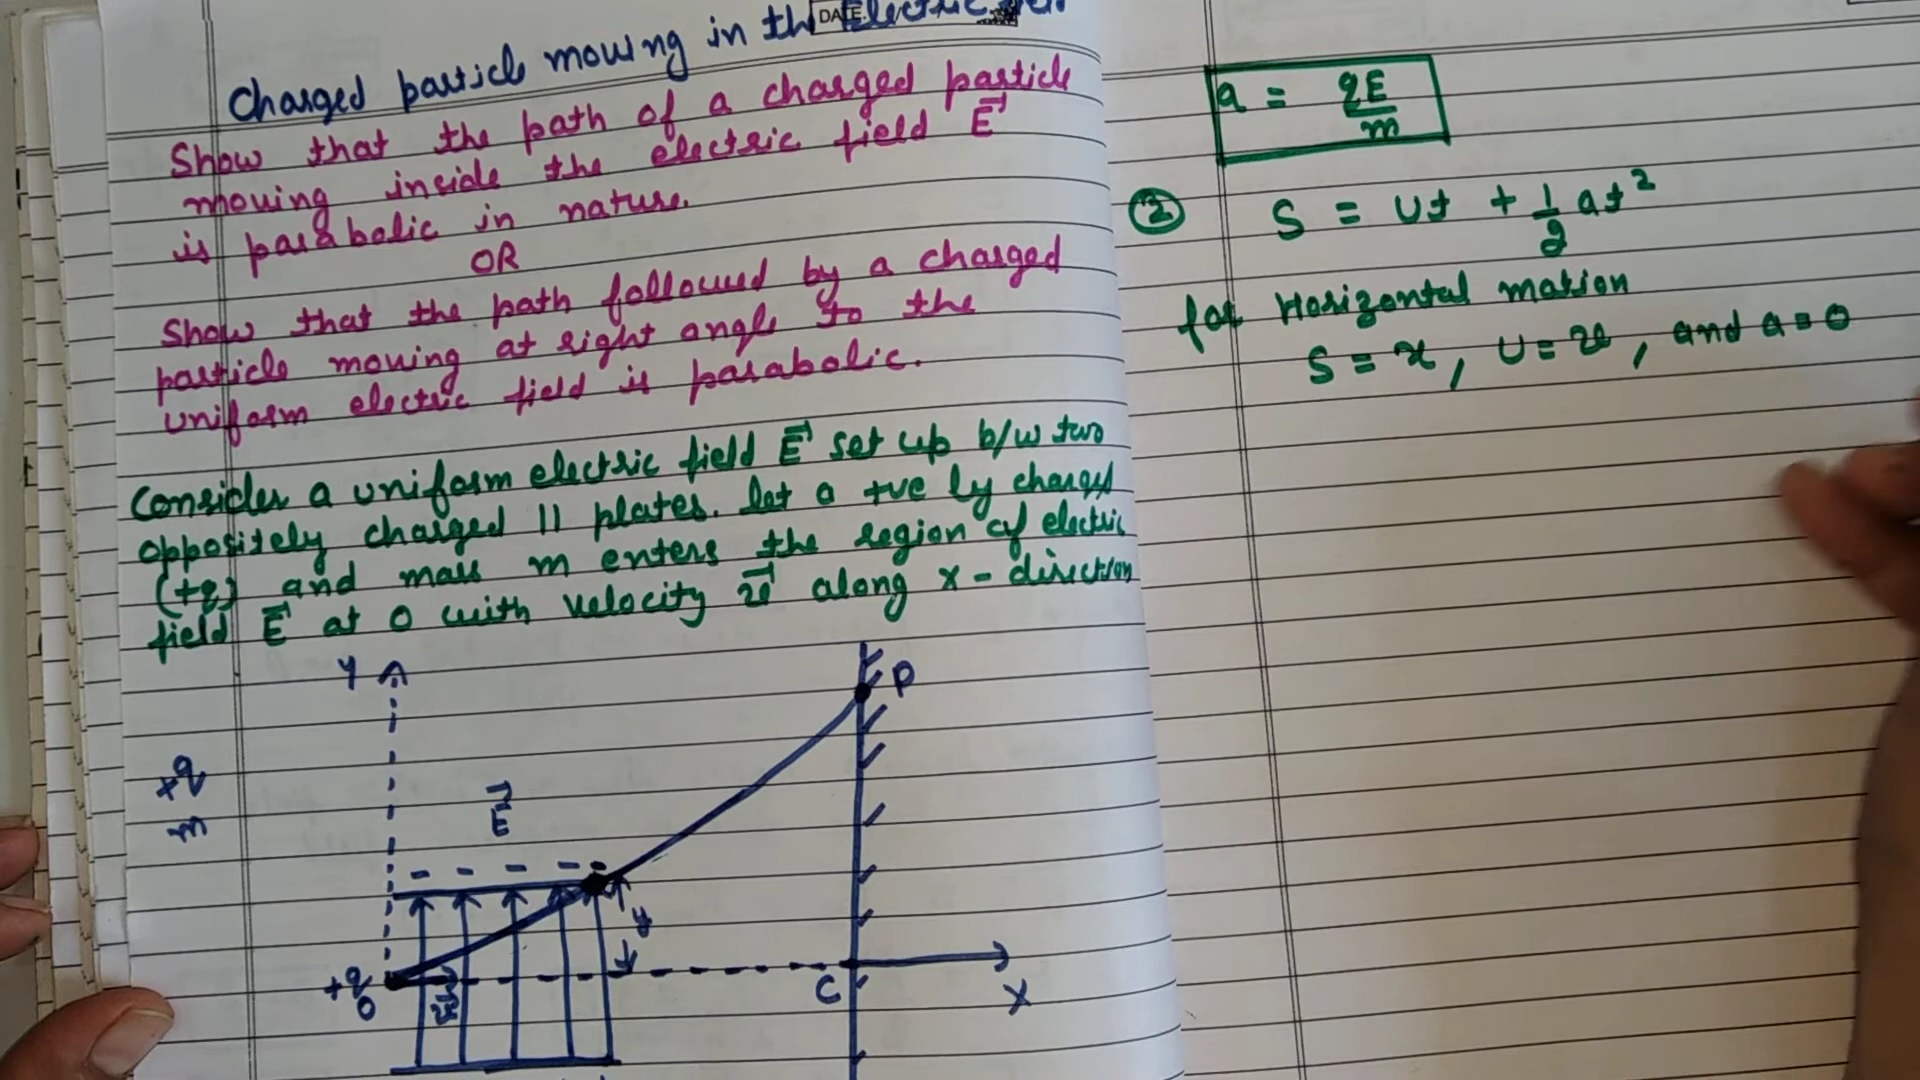 DATE
Charged particle moving in the Electric
Show that the path of a charged particle
moving inside the electric field E⃗
is parabolic in nature.
OR
Show that the path followed by a charged
particle moving at right angle to the
uniform electric field is parabolic.
Consider a uniform electric field E⃗ set up b/w two
oppositely charged || plates. let a +ve ly charged
(+q) and mass m enters the region of electric
field E⃗ at O with velocity v⃗ along x - direction
Y
P
+q
m
E⃗
- - - -
y
+q
O
v⃗
C
X
a = qE/m
② S = ut + 1/2 at²
for Horizontal motion
S = x, U = v, and a = 0